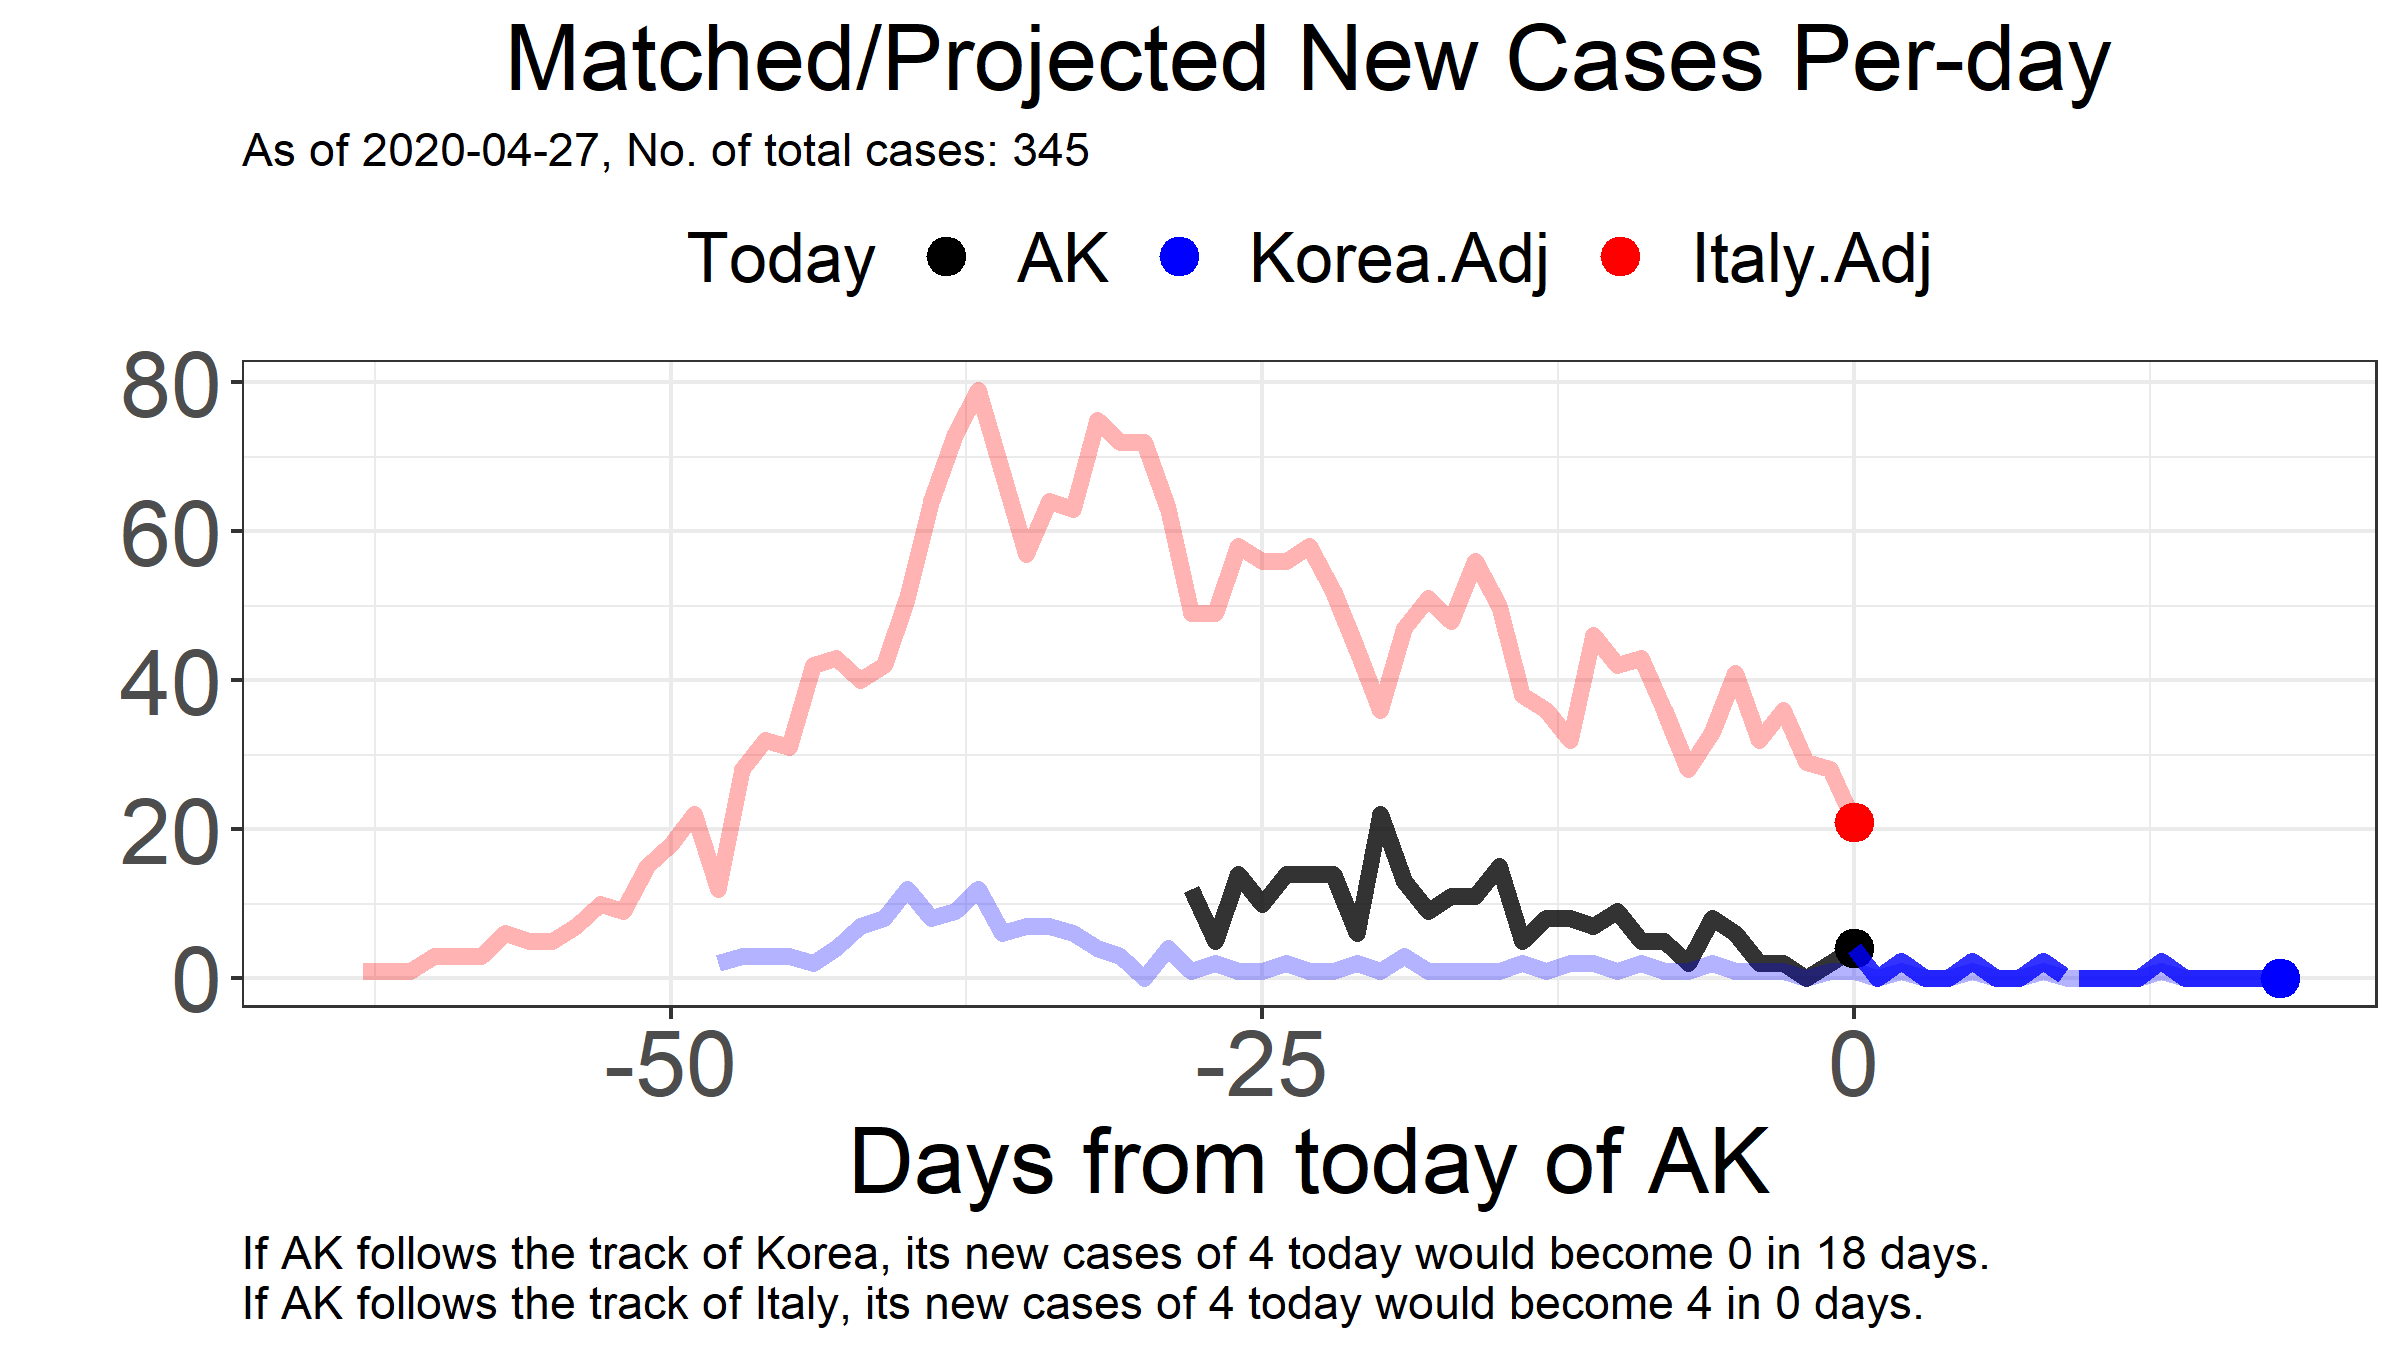 Matched/Projected New Cases Per-day
As of 2020-04-27, No. of total cases: 345
Today AK Korea.Adj Italy.Adj
80
60
40
20
0
-50 -25 0
Days from today of AK
If AK follows the track of Korea, its new cases of 4 today would become 0 in 18 days.
If AK follows the track of Italy, its new cases of 4 today would become 4 in 0 days.